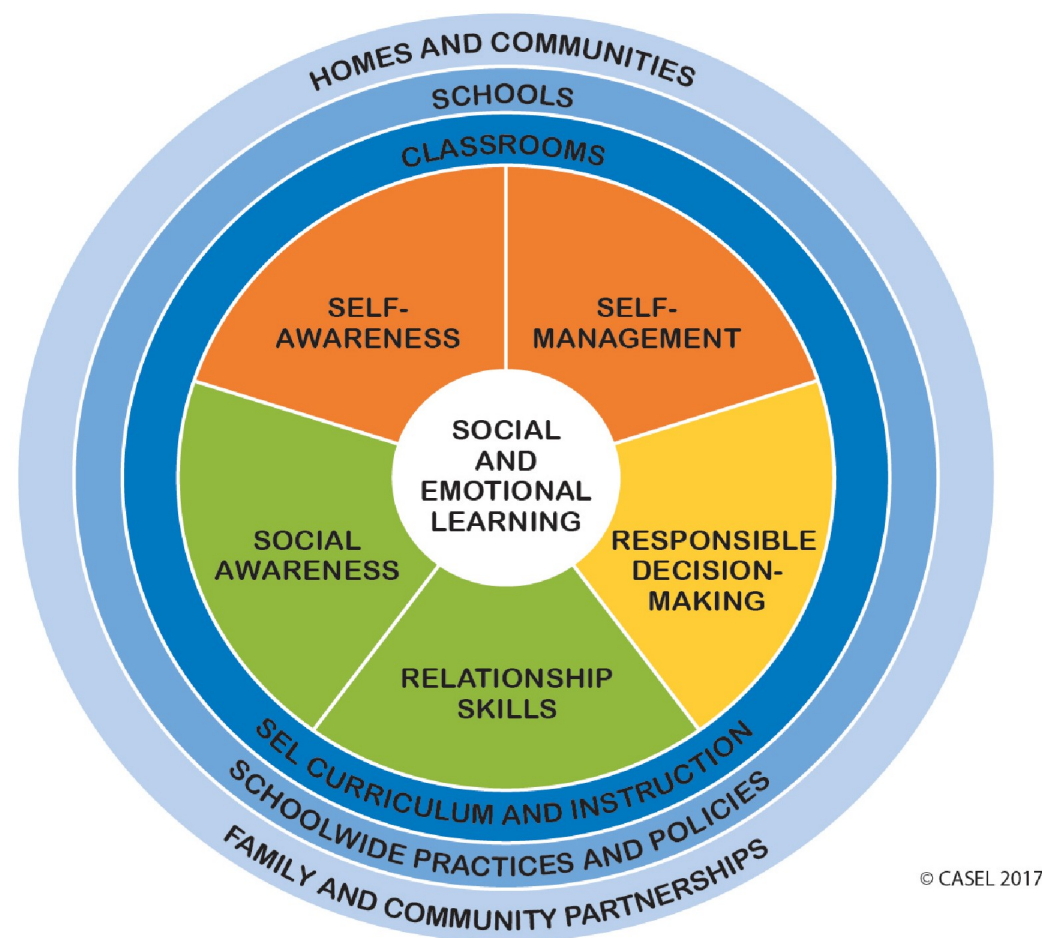 HOMES AND COMMUNITIES
SCHOOLS
CLASSROOMS
SELF-
AWARENESS
SELF-
MANAGEMENT
SOCIAL
AND
EMOTIONAL
LEARNING
SOCIAL
AWARENESS
RESPONSIBLE
DECISION-
MAKING
RELATIONSHIP
SKILLS
SEL CURRICULUM AND INSTRUCTION
SCHOOLWIDE PRACTICES AND POLICIES
FAMILY AND COMMUNITY PARTNERSHIPS
© CASEL 2017